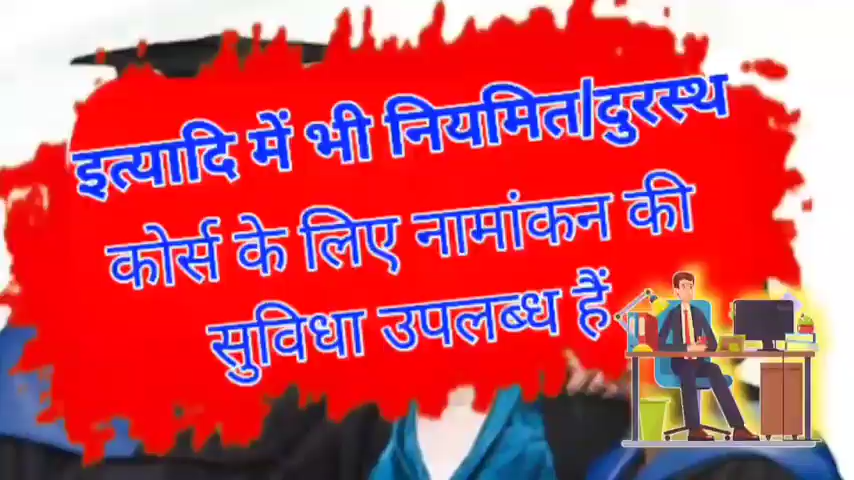 इत्यादि में भी नियमित|दुरस्थ
कोर्स के लिए नामांकन की
सुविधा उपलब्ध हैं